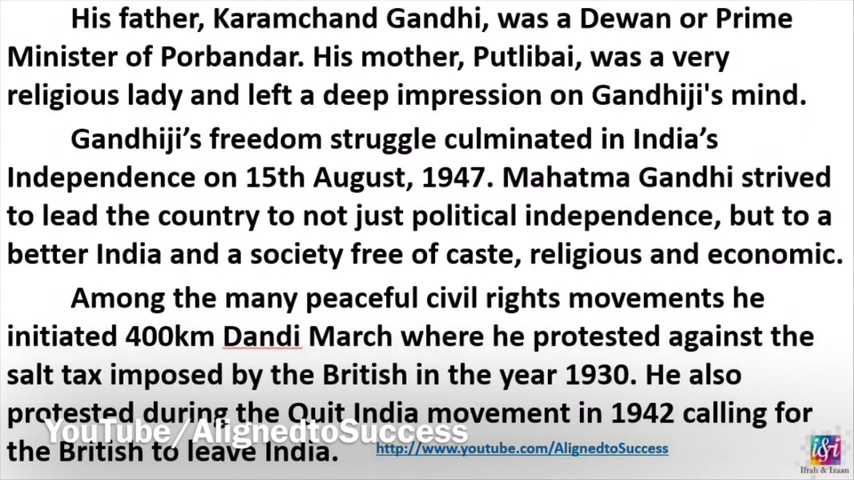 His father, Karamchand Gandhi, was a Dewan or Prime
Minister of Porbandar. His mother, Putlibai, was a very
religious lady and left a deep impression on Gandhiji's mind.
Gandhiji’s freedom struggle culminated in India’s
Independence on 15th August, 1947. Mahatma Gandhi strived
to lead the country to not just political independence, but to a
better India and a society free of caste, religious and economic.
Among the many peaceful civil rights movements he
initiated 400km Dandi March where he protested against the
salt tax imposed by the British in the year 1930. He also
protested during the Quit India movement in 1942 calling for
YouTube/AlignedtoSuccess
the British to leave India.
http://www.youtube.com/AlignedtoSuccess
i&i
Ifrah & Izaan